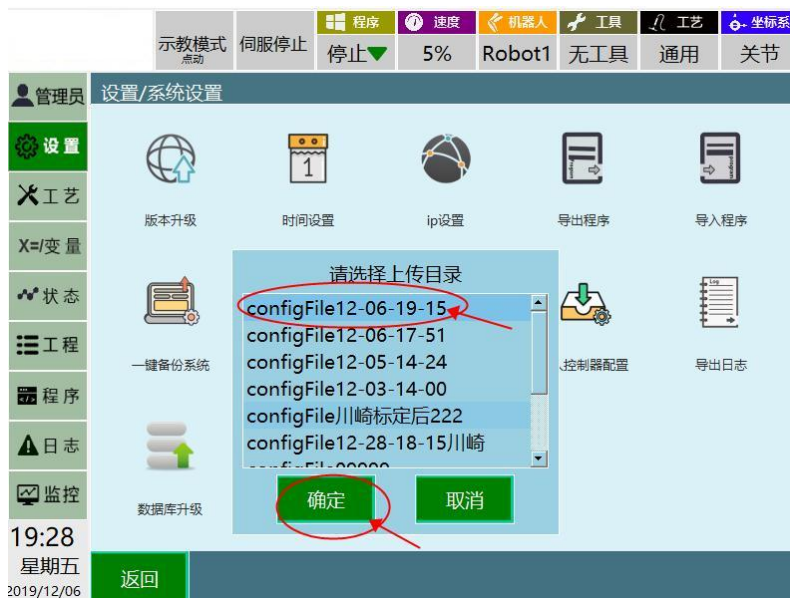 程序 速度 机器人 工具 工艺 坐标系
示教模式 伺服停止 停止 5% Robot1 无工具 通用 关节
点动
管理员 设置/系统设置
设置
工艺
版本升级 时间设置 ip设置 导出程序 导入程序
X=/变量
请选择上传目录
状态
configFile12-06-19-15
configFile12-06-17-51
工程
configFile12-05-14-24
一键备份系统 控制器配置 导出日志
configFile12-03-14-00
程序
configFile川崎标定后222
日志
configFile12-28-18-15川崎
监控
确定 取消
数据库升级
19:28
星期五
2019/12/06
返回